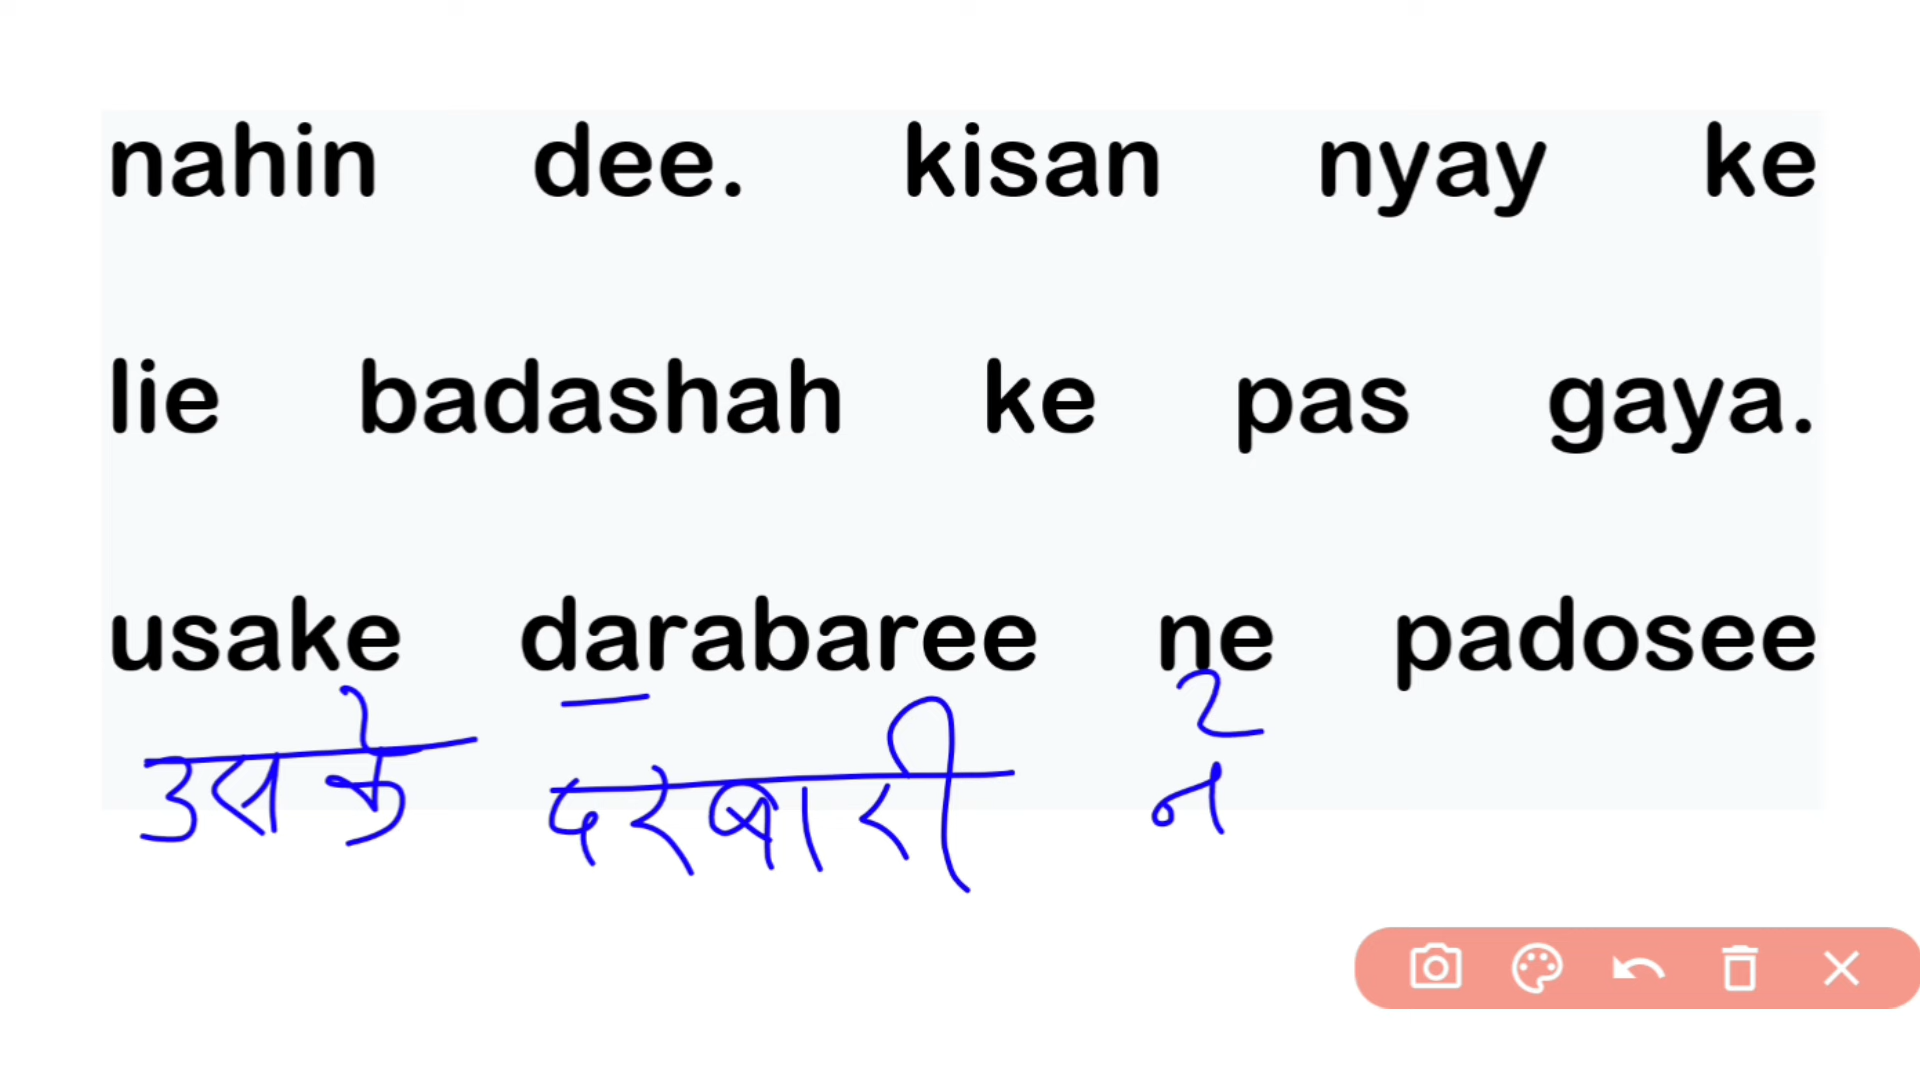 nahin dee. kisan nyay ke
lie badashah ke pas gaya.
usake darabaree ne padosee
उसके दरबारी ने